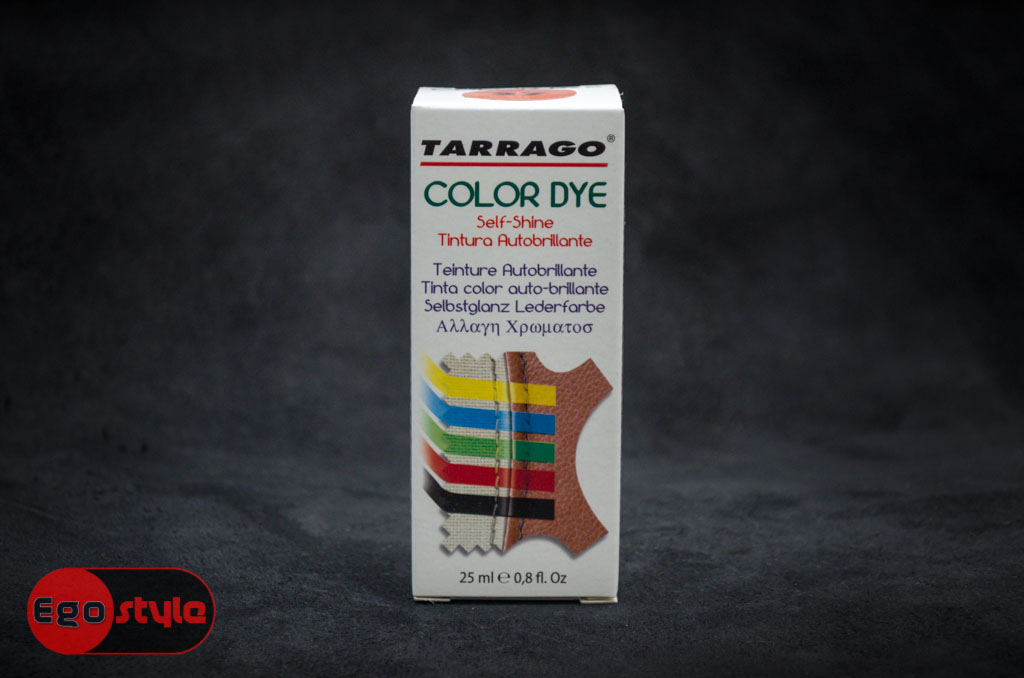 TARRAGO®
COLOR DYE
Self-Shine
Tintura Autobrillante
Teinture Autobrillante
Tinta color auto-brillante
Selbstglanz Lederfarbe
Αλλαγη Χρωματοσ
25 ml ℮ 0,8 fl. Oz
Ego style